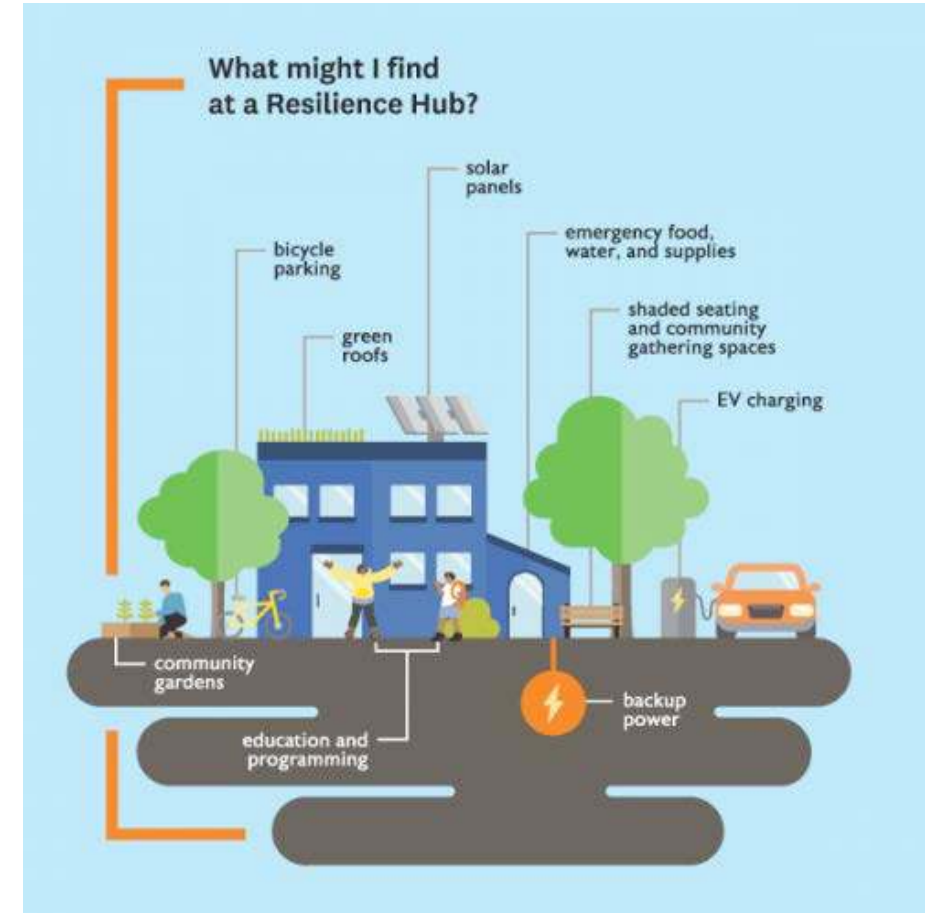 What might I find
at a Resilience Hub?
solar
panels
emergency food,
water, and supplies
bicycle
parking
shaded seating
and community
gathering spaces
green
roofs
EV charging
community
gardens
backup
power
education and
programming